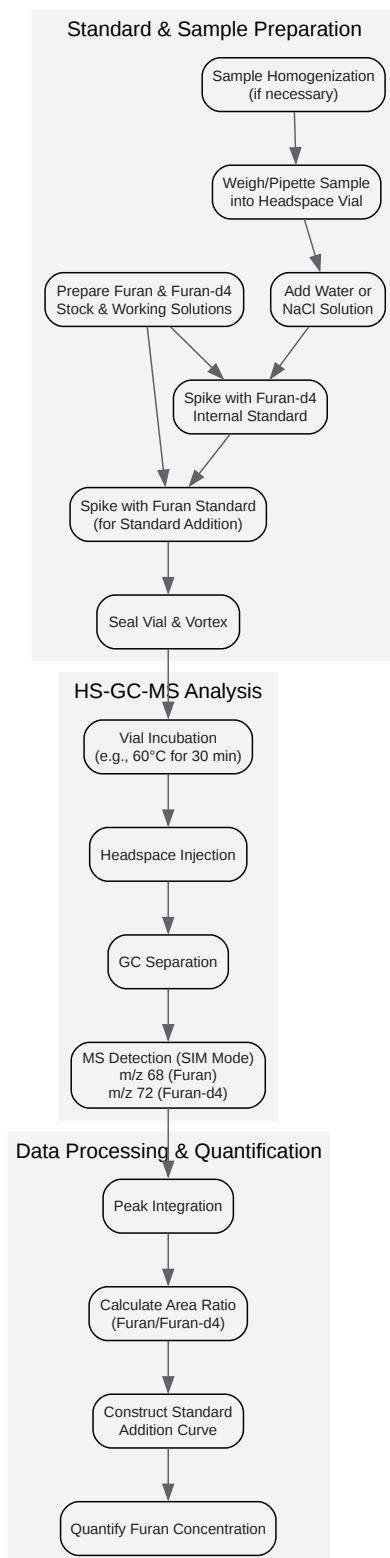 Standard & Sample Preparation
Sample Homogenization
(if necessary)
Weigh/Pipette Sample
into Headspace Vial
Prepare Furan & Furan-d4
Stock & Working Solutions
Add Water or
NaCl Solution
Spike with Furan-d4
Internal Standard
Spike with Furan Standard
(for Standard Addition)
Seal Vial & Vortex
HS-GC-MS Analysis
Vial Incubation
(e.g., 60°C for 30 min)
Headspace Injection
GC Separation
MS Detection (SIM Mode)
m/z 68 (Furan)
m/z 72 (Furan-d4)
Data Processing & Quantification
Peak Integration
Calculate Area Ratio
(Furan/Furan-d4)
Construct Standard
Addition Curve
Quantify Furan Concentration